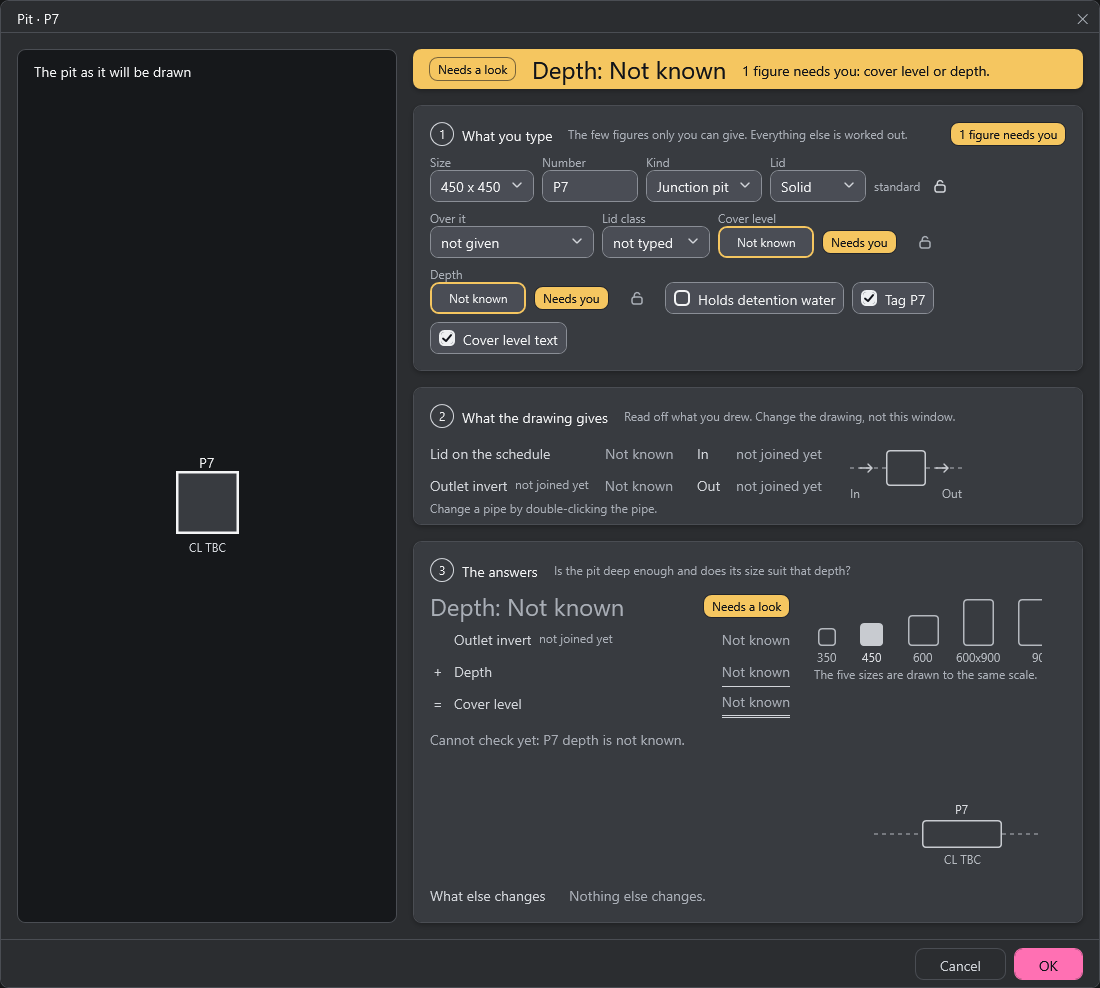 Pit · P7
The pit as it will be drawn
P7
CL TBC
Needs a look
Depth: Not known
1 figure needs you: cover level or depth.
1 What you type The few figures only you can give. Everything else is worked out. 1 figure needs you
Size Number Kind Lid
450 x 450 P7 Junction pit Solid standard
Over it Lid class Cover level
not given not typed Not known Needs you
Depth
Not known Needs you Holds detention water Tag P7
Cover level text
2 What the drawing gives Read off what you drew. Change the drawing, not this window.
Lid on the schedule Not known In not joined yet
Outlet invert not joined yet Not known Out not joined yet
In Out
Change a pipe by double-clicking the pipe.
3 The answers Is the pit deep enough and does its size suit that depth?
Depth: Not known Needs a look
Outlet invert not joined yet Not known
+ Depth Not known
= Cover level Not known
350 450 600 600x900 90
The five sizes are drawn to the same scale.
Cannot check yet: P7 depth is not known.
P7
CL TBC
What else changes Nothing else changes.
Cancel OK